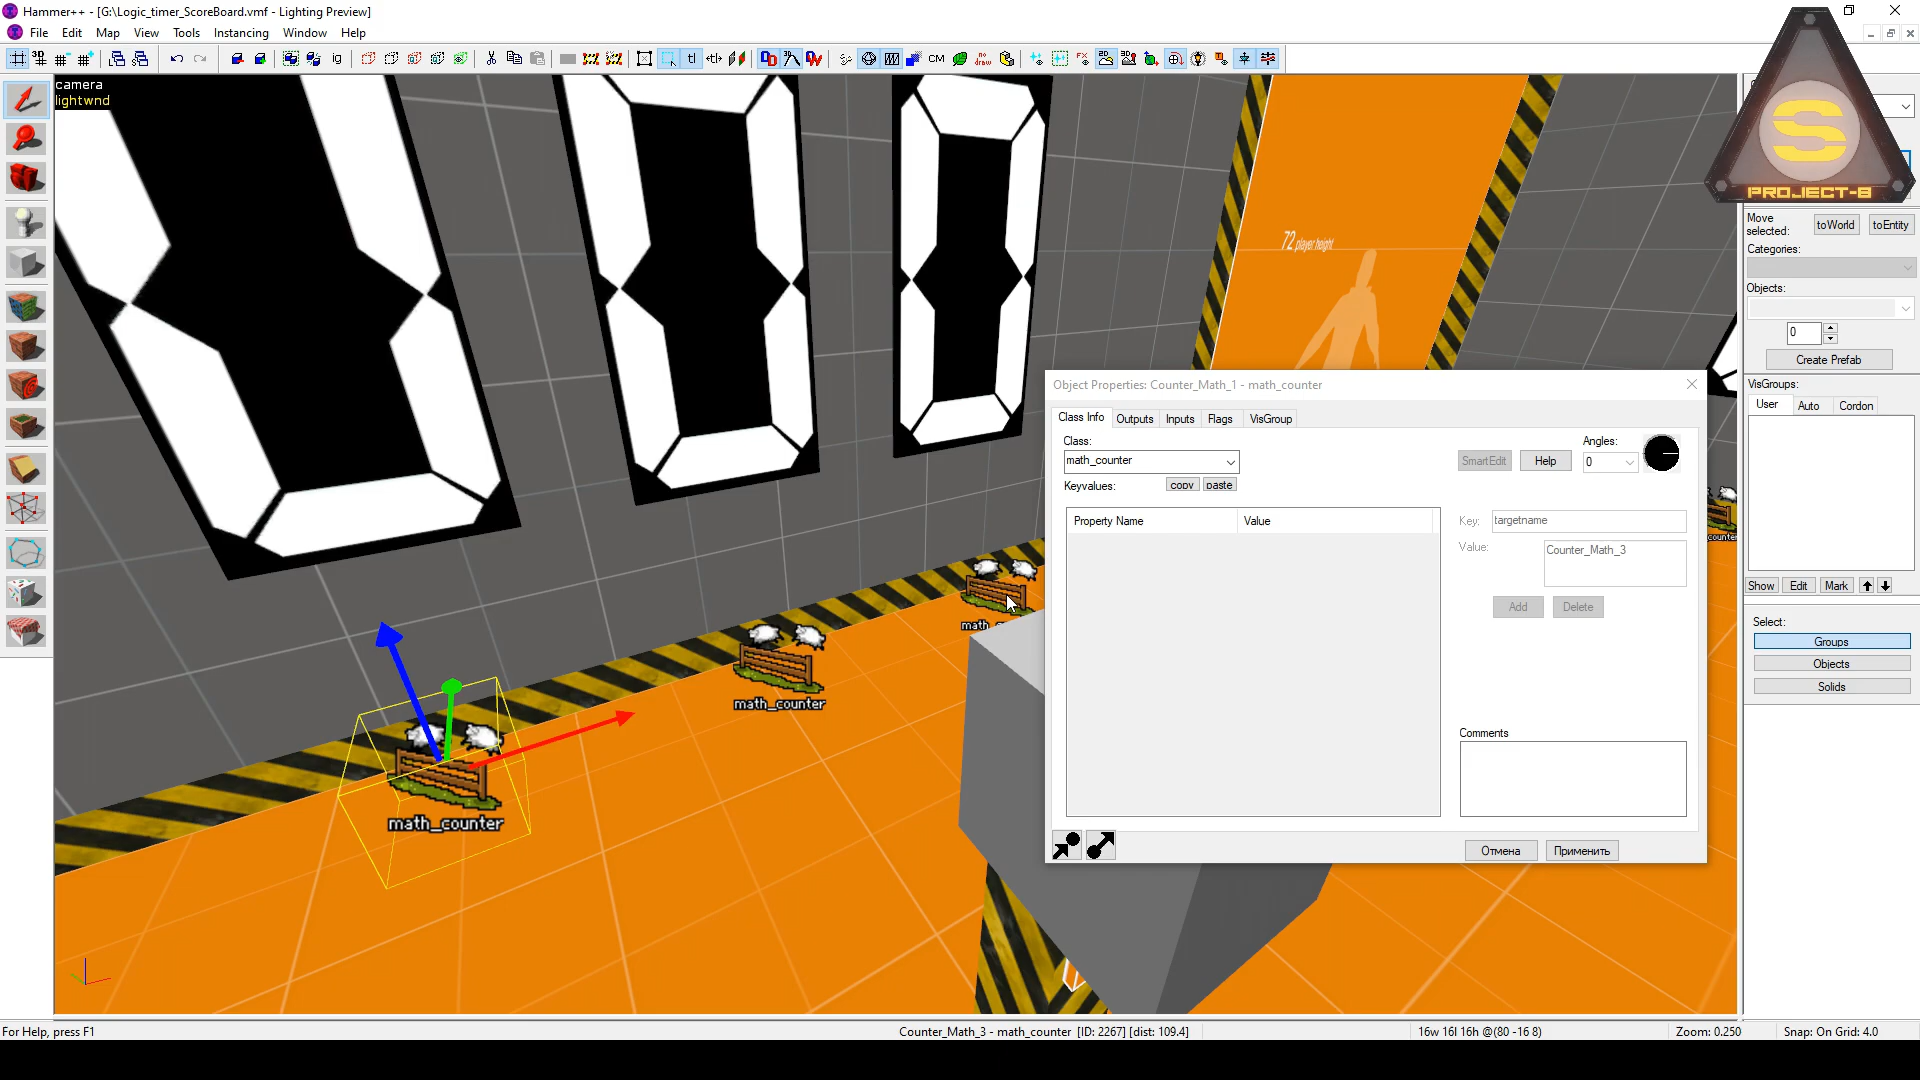 Hammer++ - [G:\Logic_timer_ScoreBoard.vmf - Lighting Preview]
File Edit Map View Tools Instancing Window Help
ig tl CM
camera
lightwnd
72 player height
S
PROJECT-8
Move selected: toWorld toEntity
Categories:
Objects:
0
Create Prefab
VisGroups:
User Auto Cordon
Show Edit Mark
Select:
Groups
Objects
Solids
Object Properties: Counter_Math_1 - math_counter
Class Info Outputs Inputs Flags VisGroup
Class:
math_counter
SmartEdit Help
Angles:
0
Keyvalues: copy paste
Property Name Value
Key: targetname
Value: Counter_Math_3
Add Delete
Comments
Отмена Применить
math_counter
math_counter
For Help, press F1
Counter_Math_3 - math_counter [ID: 2267] [dist: 109.4]
16w 16l 16h @(80 -16 8)
Zoom: 0.250
Snap: On Grid: 4.0